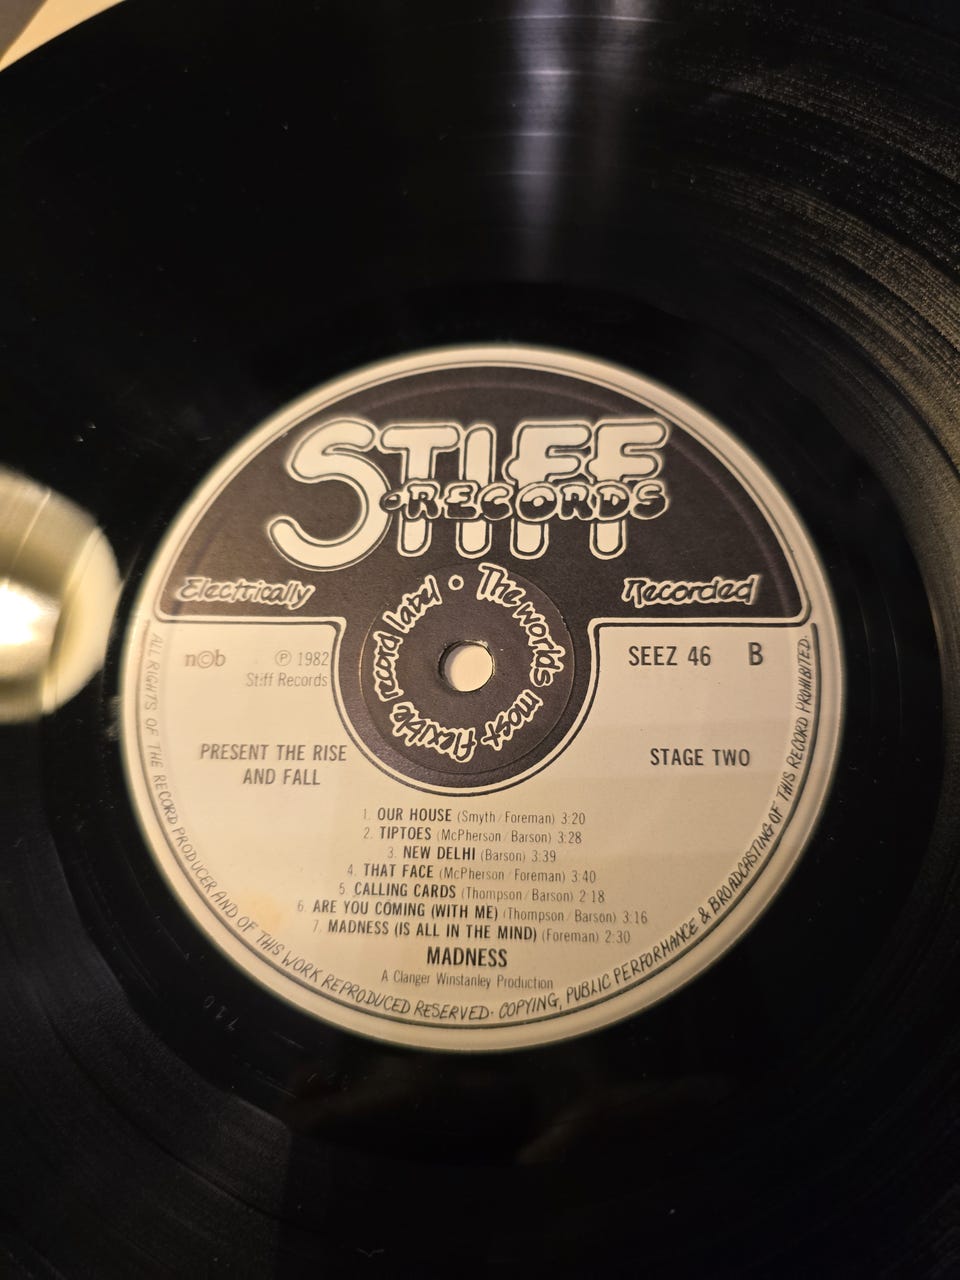 STIFF
RECORDS
Electrically
Recorded
The worlds most flexible record label
n©b
℗ 1982
Stiff Records
SEEZ 46 B
PRESENT THE RISE
AND FALL
STAGE TWO
1. OUR HOUSE (Smyth/Foreman) 3:20
2. TIPTOES (McPherson/Barson) 3:28
3. NEW DELHI (Barson) 3:39
4. THAT FACE (McPherson/Foreman) 3:40
5. CALLING CARDS (Thompson/Barson) 2:18
6. ARE YOU COMING (WITH ME) (Thompson/Barson) 3:16
7. MADNESS (IS ALL IN THE MIND) (Foreman) 2:30
MADNESS
A Clanger Winstanley Production
ALL RIGHTS OF THE RECORD PRODUCER AND OF THIS WORK REPRODUCED RESERVED. COPYING, PUBLIC PERFORMANCE & BROADCASTING OF THIS RECORD PROHIBITED.